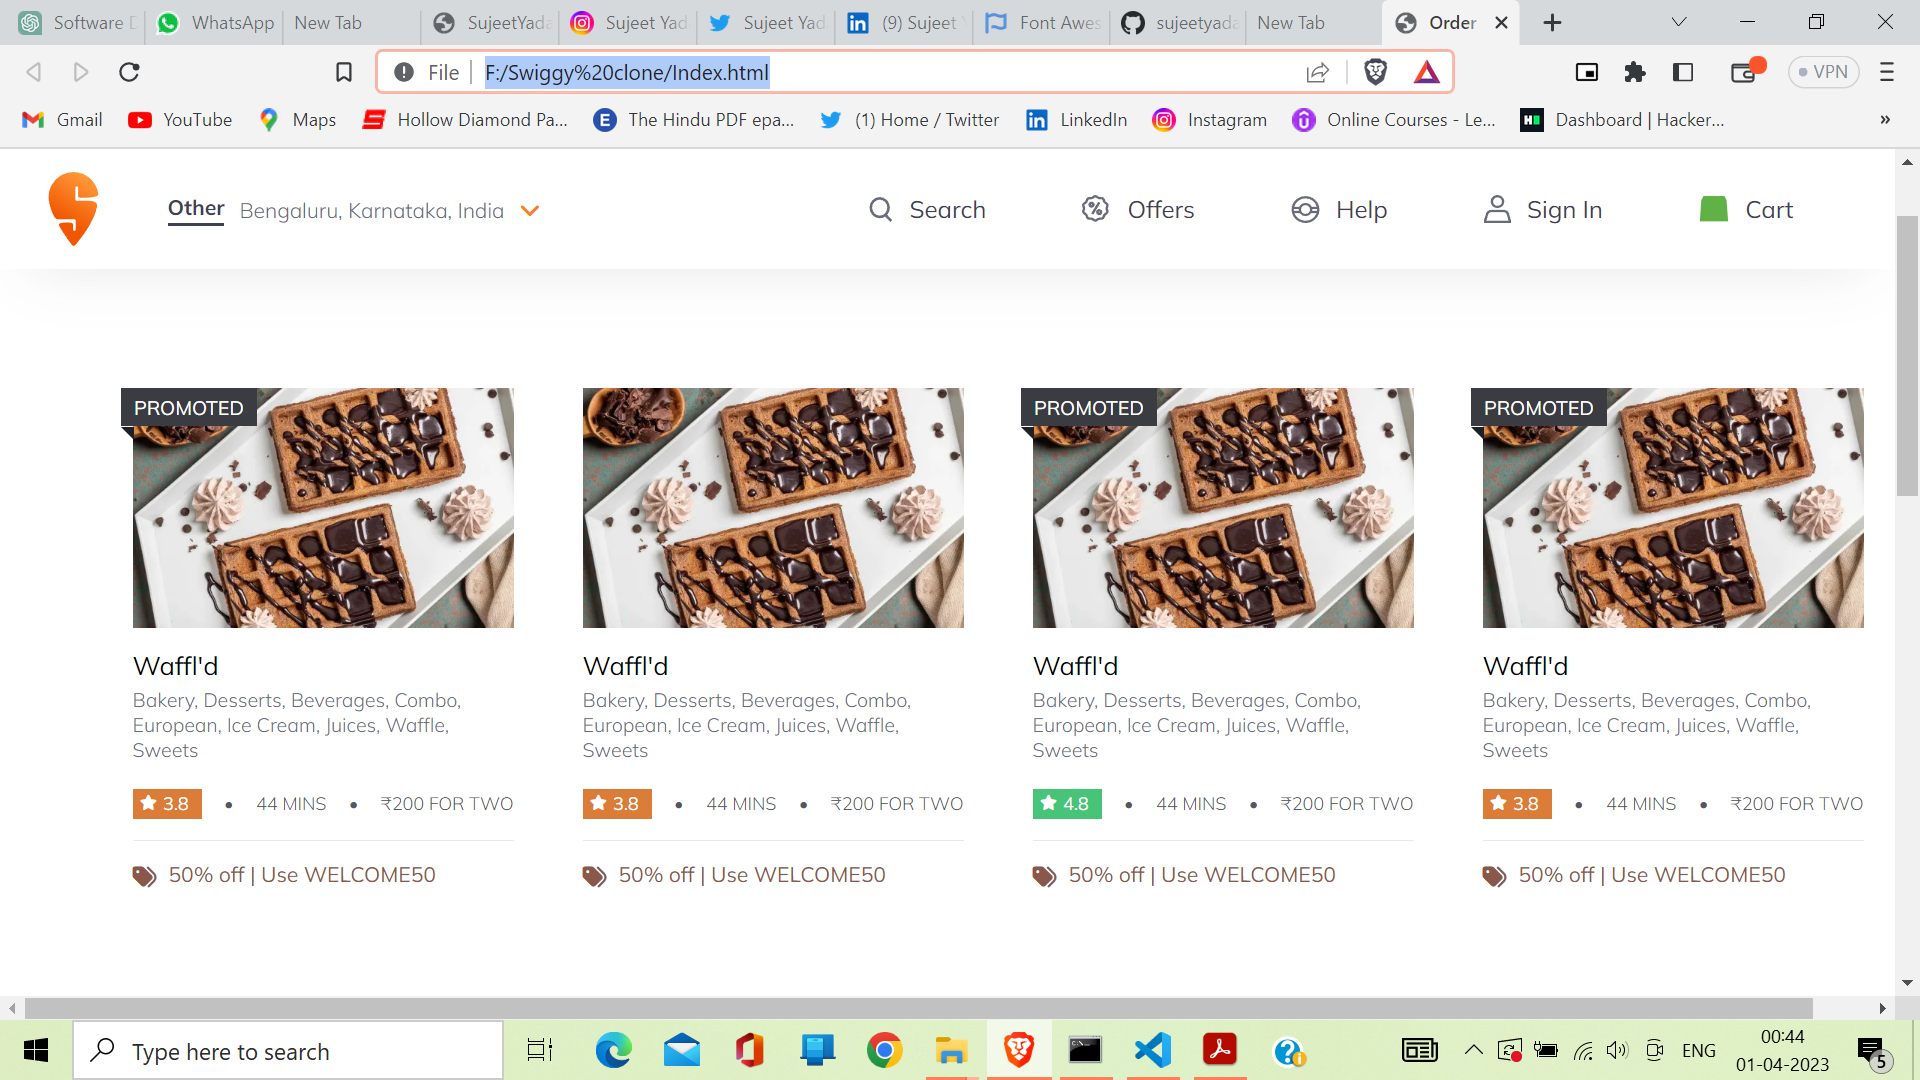 Software D
WhatsApp
New Tab
SujeetYada
Sujeet Yad
Sujeet Yad
(9) Sujeet Y
Font Awes
sujeetyada
New Tab
Order
File
F:/Swiggy%20clone/Index.html
VPN
Gmail
YouTube
Maps
Hollow Diamond Pa...
E
The Hindu PDF epa...
(1) Home / Twitter
LinkedIn
Instagram
Online Courses - Le...
Dashboard | Hacker...
»
Other
Bengaluru, Karnataka, India
Search
Offers
Help
Sign In
Cart
PROMOTED
Waffl'd
Bakery, Desserts, Beverages, Combo,
European, Ice Cream, Juices, Waffle,
Sweets
3.8 • 44 MINS • ₹200 FOR TWO
50% off | Use WELCOME50
Waffl'd
Bakery, Desserts, Beverages, Combo,
European, Ice Cream, Juices, Waffle,
Sweets
3.8 • 44 MINS • ₹200 FOR TWO
50% off | Use WELCOME50
PROMOTED
Waffl'd
Bakery, Desserts, Beverages, Combo,
European, Ice Cream, Juices, Waffle,
Sweets
4.8 • 44 MINS • ₹200 FOR TWO
50% off | Use WELCOME50
PROMOTED
Waffl'd
Bakery, Desserts, Beverages, Combo,
European, Ice Cream, Juices, Waffle,
Sweets
3.8 • 44 MINS • ₹200 FOR TWO
50% off | Use WELCOME50
Type here to search
ENG
00:44
01-04-2023
5